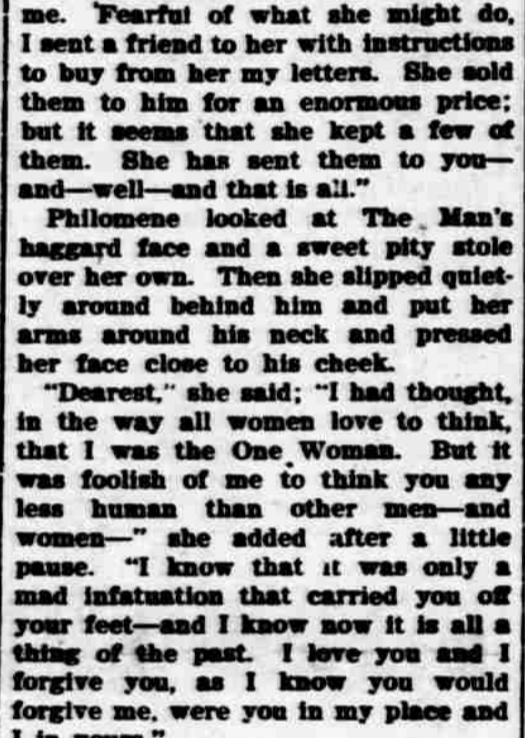 me. Fearful of what she might do,
I sent a friend to her with instructions
to buy from her my letters. She sold
them to him for an enormous price;
but it seems that she kept a few of
them. She has sent them to you—
and—well—and that is all."
Philomene looked at The Man's
haggard face and a sweet pity stole
over her own. Then she slipped quiet-
ly around behind him and put her
arms around his neck and pressed
her face close to his cheek.
"Dearest," she said; "I had thought,
in the way all women love to think,
that I was the One Woman. But it
was foolish of me to think you any
less human than other men—and
women—" she added after a little
pause. "I know that it was only a
mad infatuation that carried you off
your feet—and I know now it is all a
thing of the past. I love you and I
forgive you, as I know you would
forgive me, were you in my place and
I in yours."